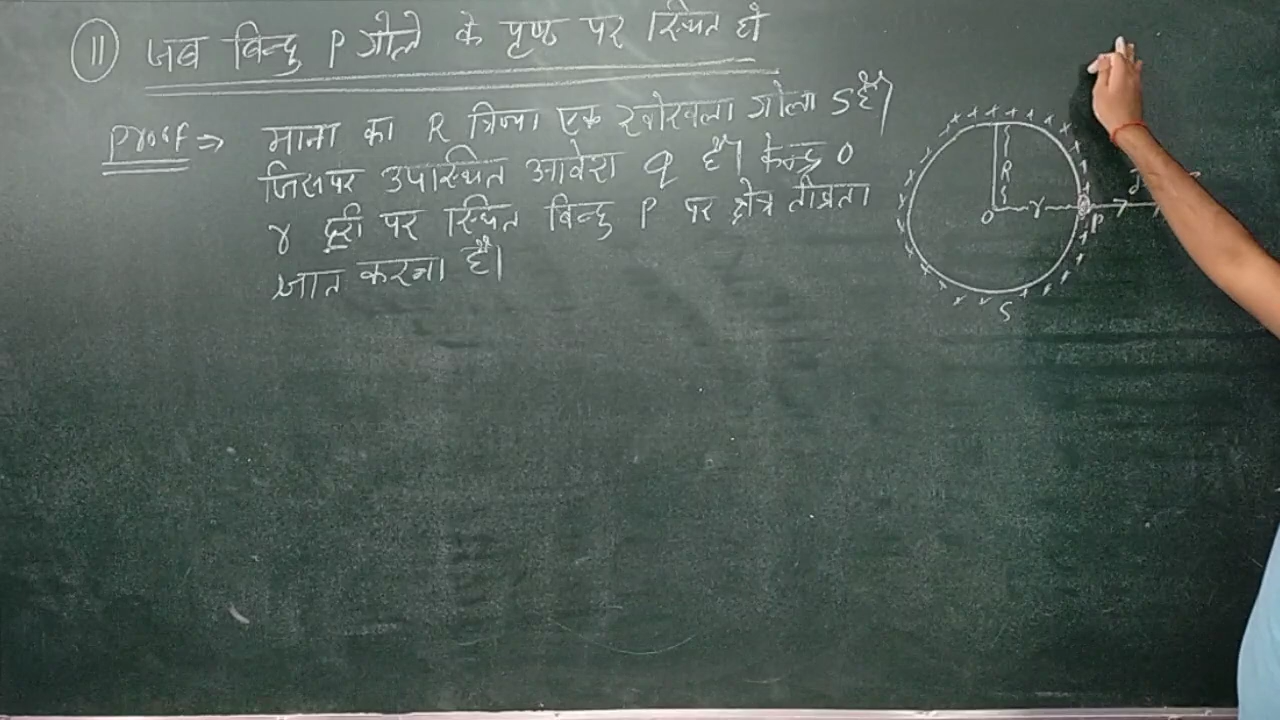 (II) जब बिन्दु P गोले के पृष्ठ पर स्थित हो
Proof ⇒ माना का R त्रिज्या एक खोखला गोला S है।
जिसपर उपस्थित आवेश q है। केन्द्र O
r दूरी पर स्थित बिन्दु P पर क्षेत्र तीव्रता
ज्ञात करना है।
R
O r P
S